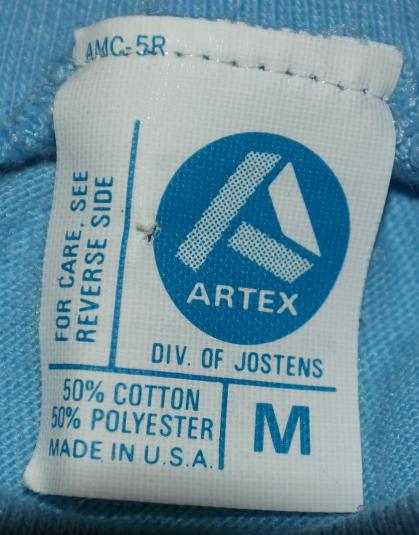 AMC-5R
FOR CARE, SEE
REVERSE SIDE
ARTEX
DIV. OF JOSTENS
50% COTTON
50% POLYESTER
MADE IN U.S.A.
M